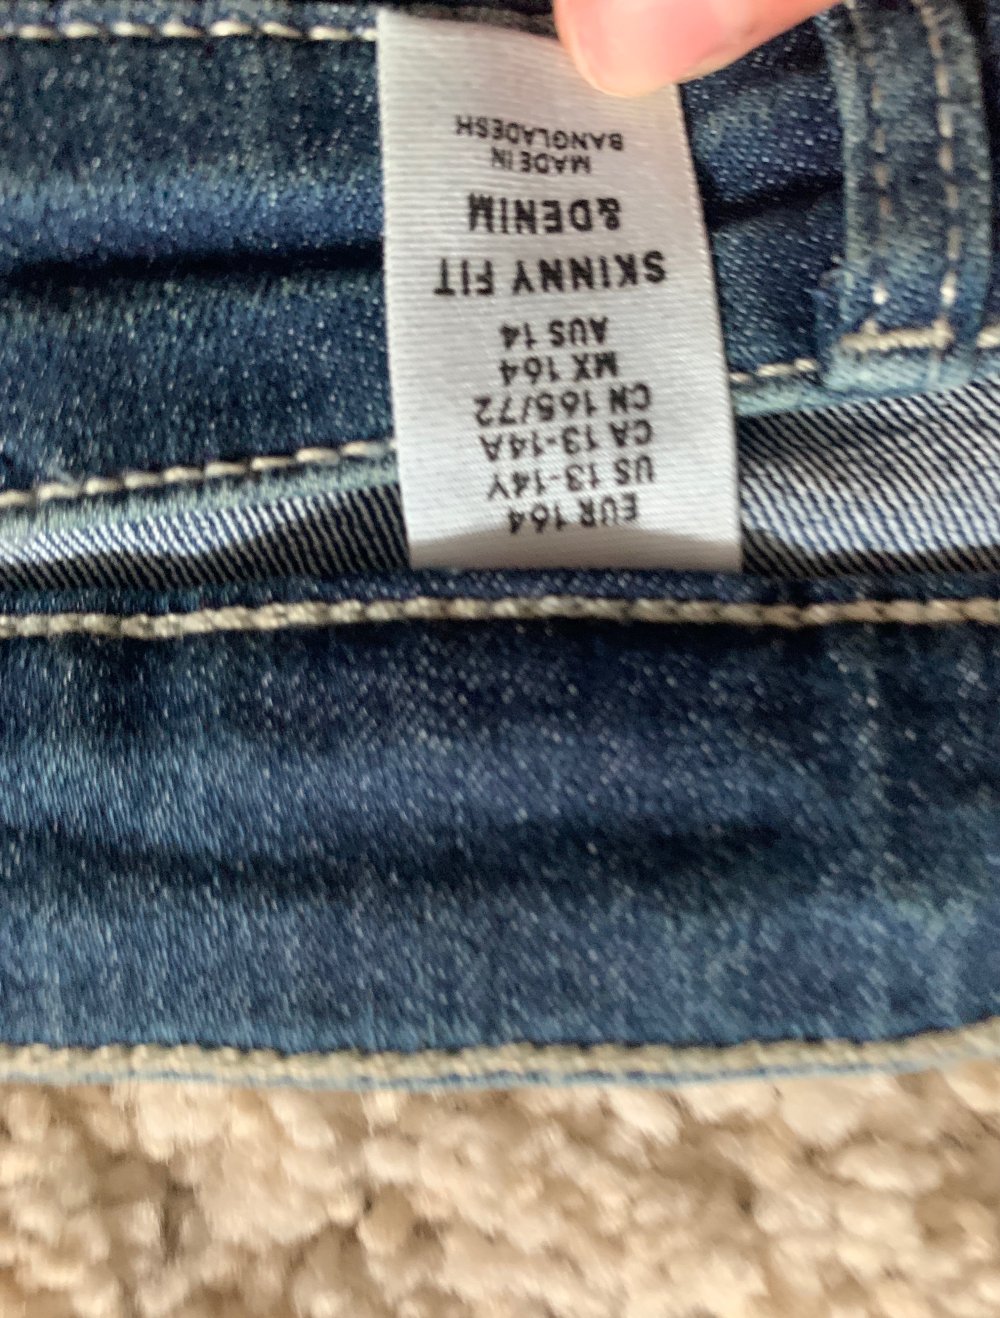 EUR 164
US 13-14Y
CA 13-14A
CN 165/72
MX 164
AUS 14
SKINNY FIT
&DENIM
MADE IN
BANGLADESH